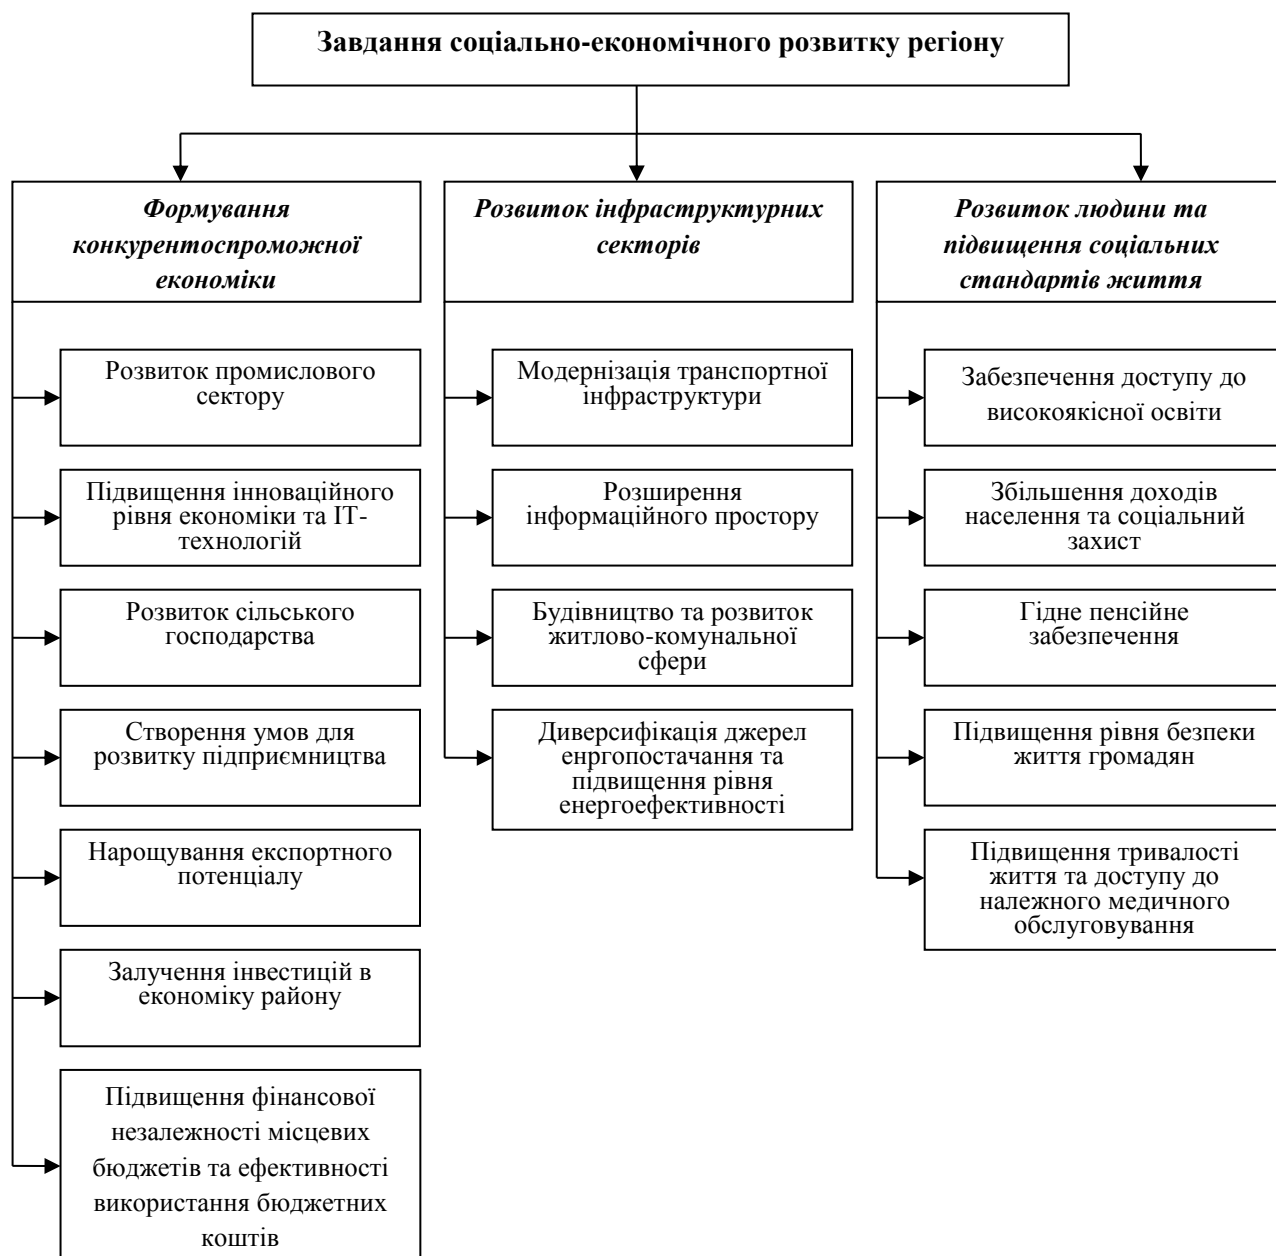 Завдання соціально-економічного розвитку регіону
Формування
конкурентоспроможної
економіки
Розвиток промислового
сектору
Підвищення інноваційного
рівня економіки та ІТ-
технологій
Розвиток сільського
господарства
Створення умов для
розвитку підприємництва
Нарощування експортного
потенціалу
Залучення інвестицій в
економіку району
Підвищення фінансової
незалежності місцевих
бюджетів та ефективності
використання бюджетних
коштів
Розвиток інфраструктурних
секторів
Модернізація транспортної
інфраструктури
Розширення
інформаційного простору
Будівництво та розвиток
житлово-комунальної
сфери
Диверсифікація джерел
енргопостачання та
підвищення рівня
енергоефективності
Розвиток людини та
підвищення соціальних
стандартів життя
Забезпечення доступу до
високоякісної освіти
Збільшення доходів
населення та соціальний
захист
Гідне пенсійне
забезпечення
Підвищення рівня безпеки
життя громадян
Підвищення тривалості
життя та доступу до
належного медичного
обслуговування